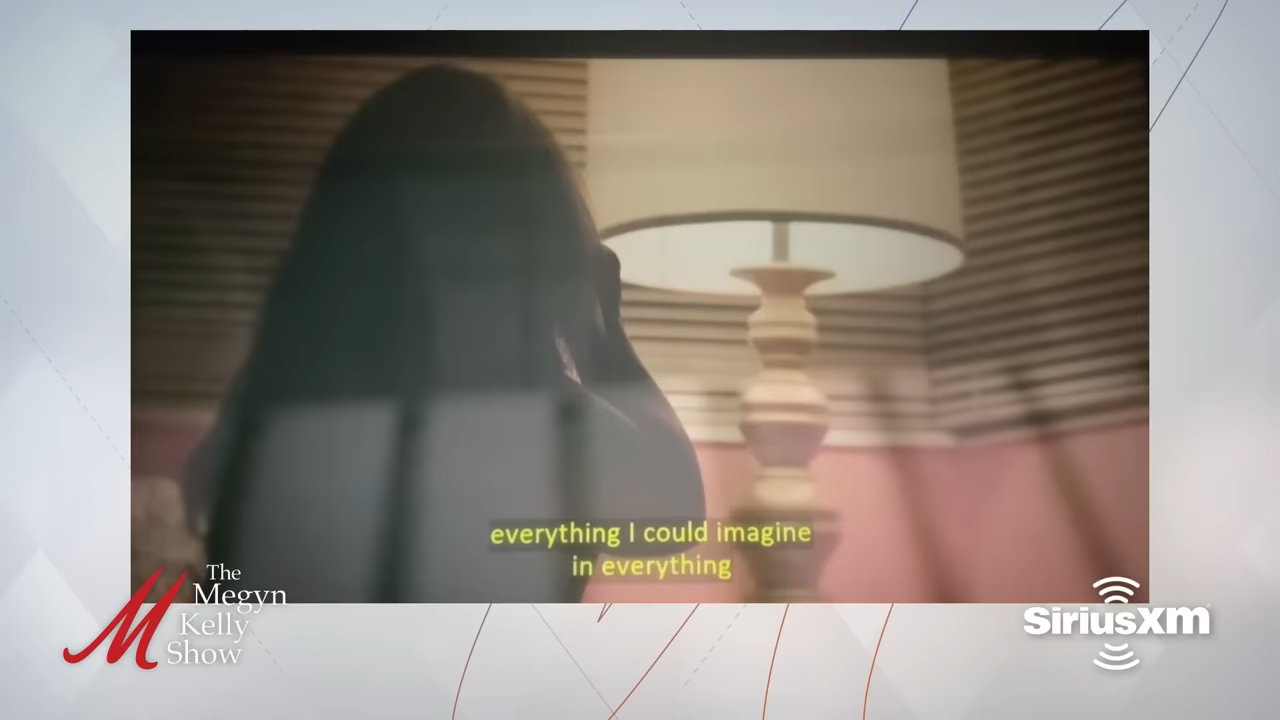 everything I could imagine
in everything
The
Megyn
Kelly
Show
SiriusXM